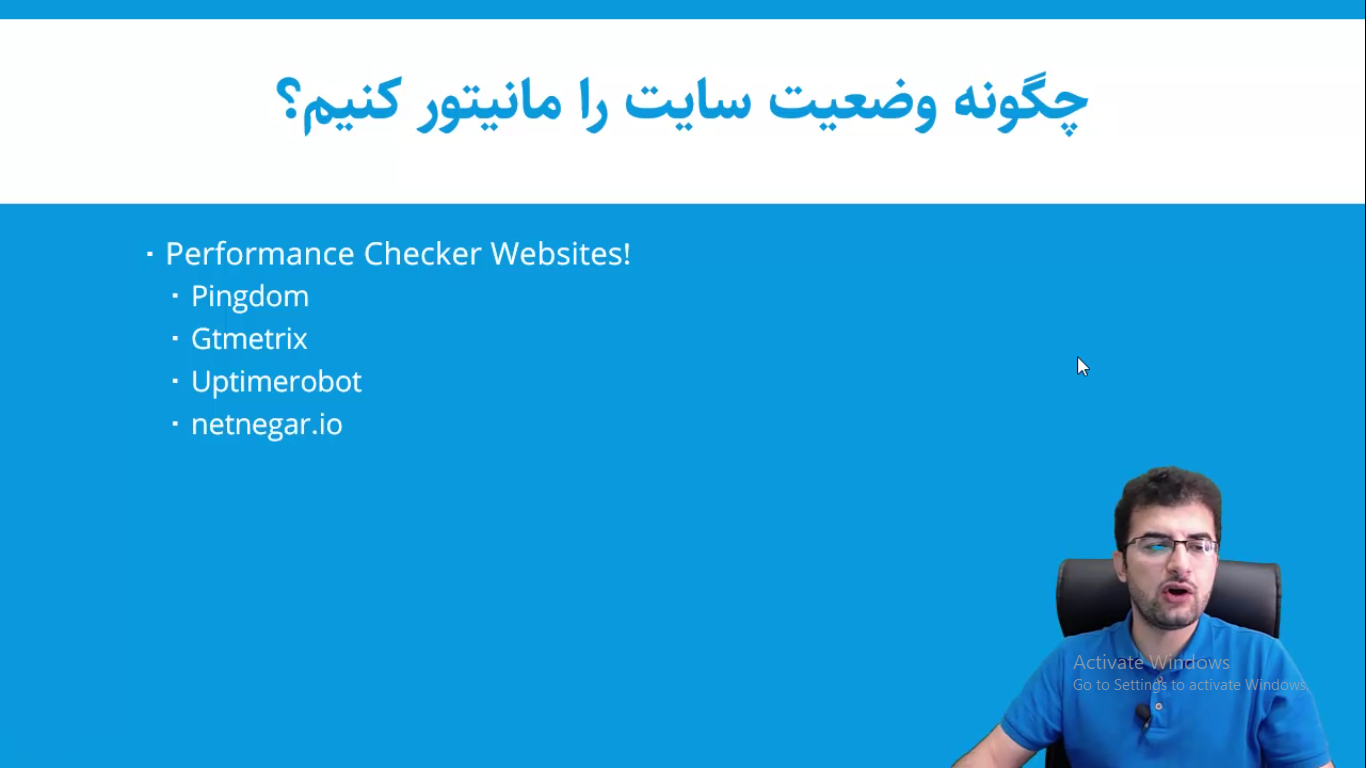 چگونه وضعیت سایت را مانیتور کنیم؟
▪ Performance Checker Websites!
▪ Pingdom
▪ Gtmetrix
▪ Uptimerobot
▪ netnegar.io
Activate Windows
Go to Settings to activate Windows.